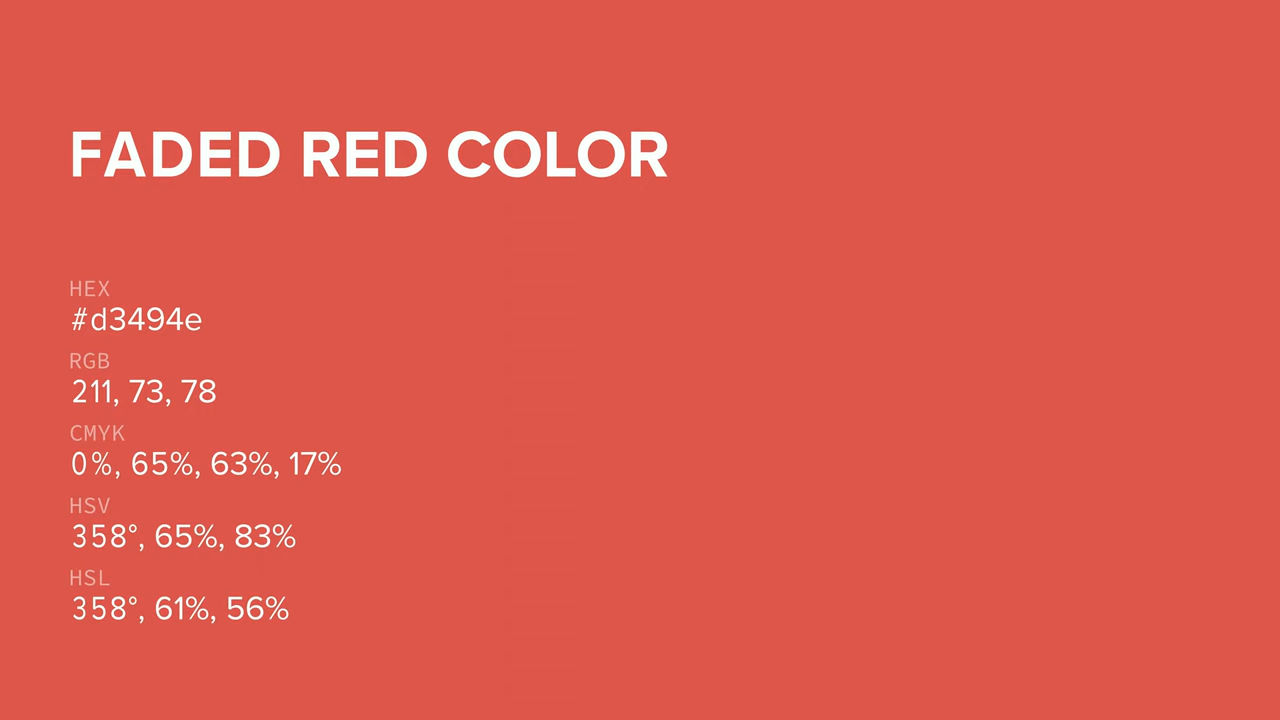 FADED RED COLOR
HEX
#d3494e
RGB
211, 73, 78
CMYK
0%, 65%, 63%, 17%
HSV
358°, 65%, 83%
HSL
358°, 61%, 56%